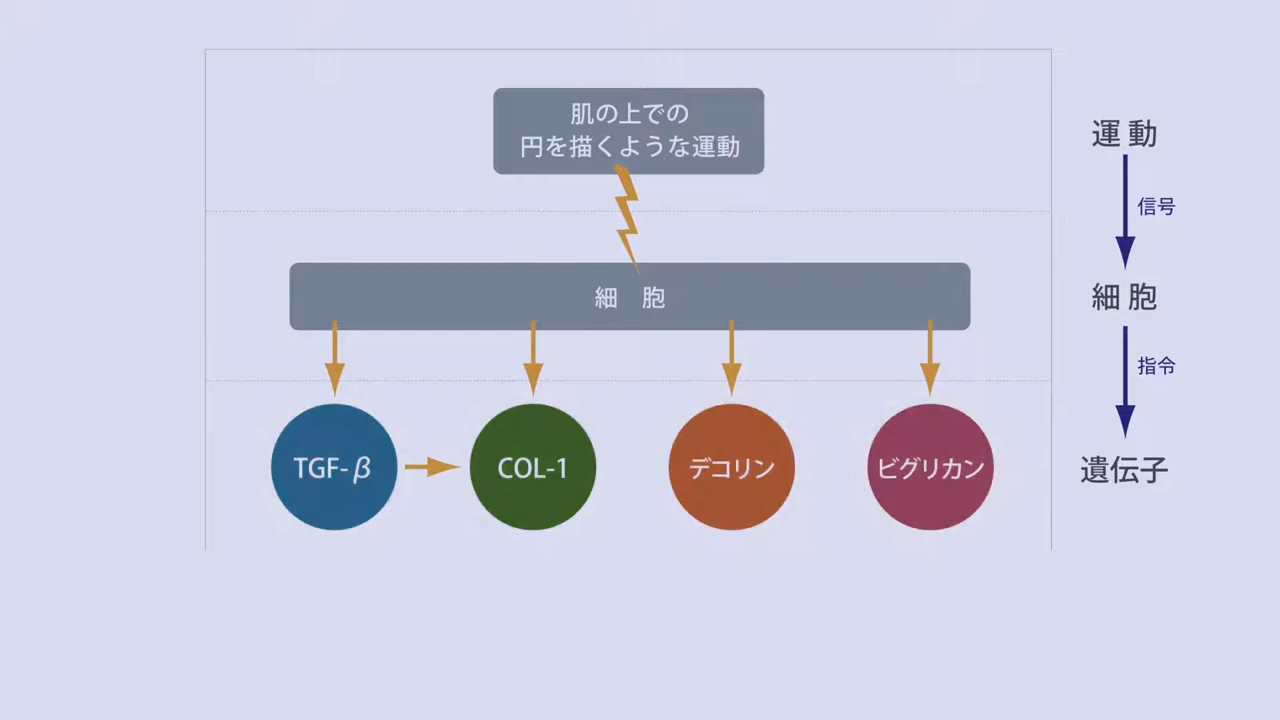 肌の上での
円を描くような運動
運動
信号
細 胞
細胞
指令
TGF-β
COL-1
デコリン
ビグリカン
遺伝子